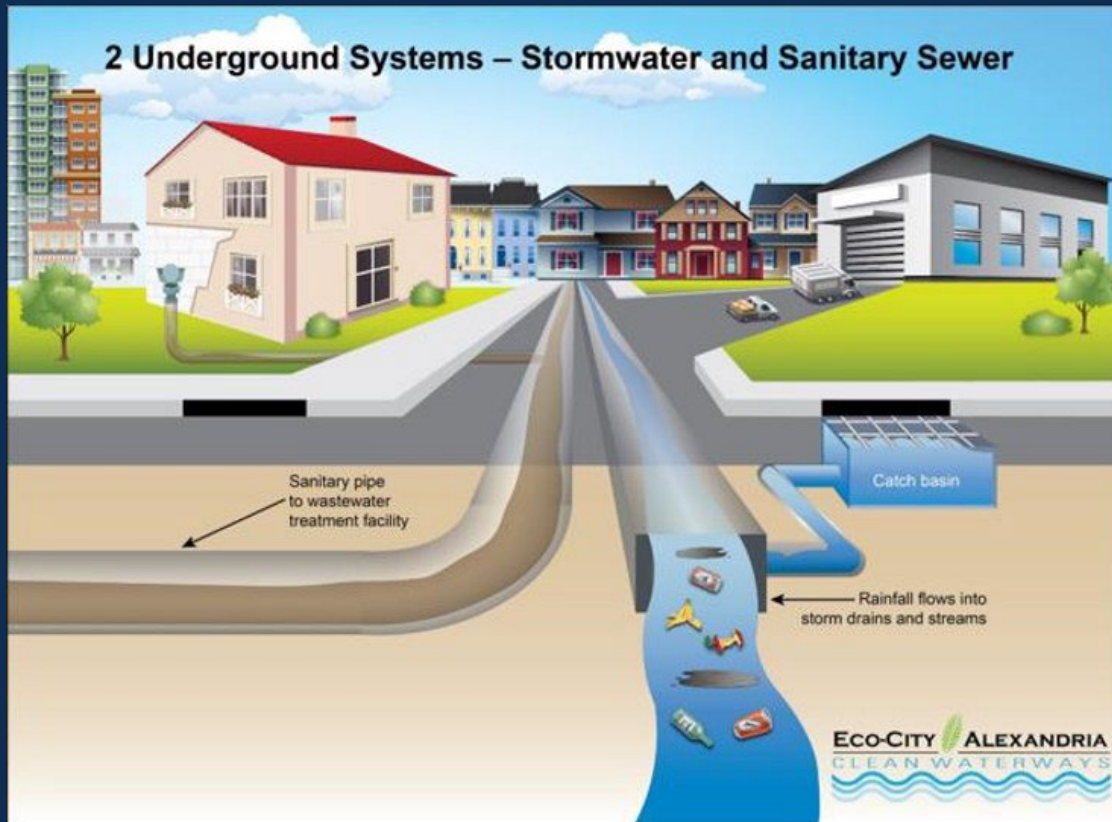 2 Underground Systems – Stormwater and Sanitary Sewer
Sanitary pipe
to wastewater
treatment facility
Catch basin
Rainfall flows into
storm drains and streams
ECO-CITY ALEXANDRIA
CLEAN WATERWAYS